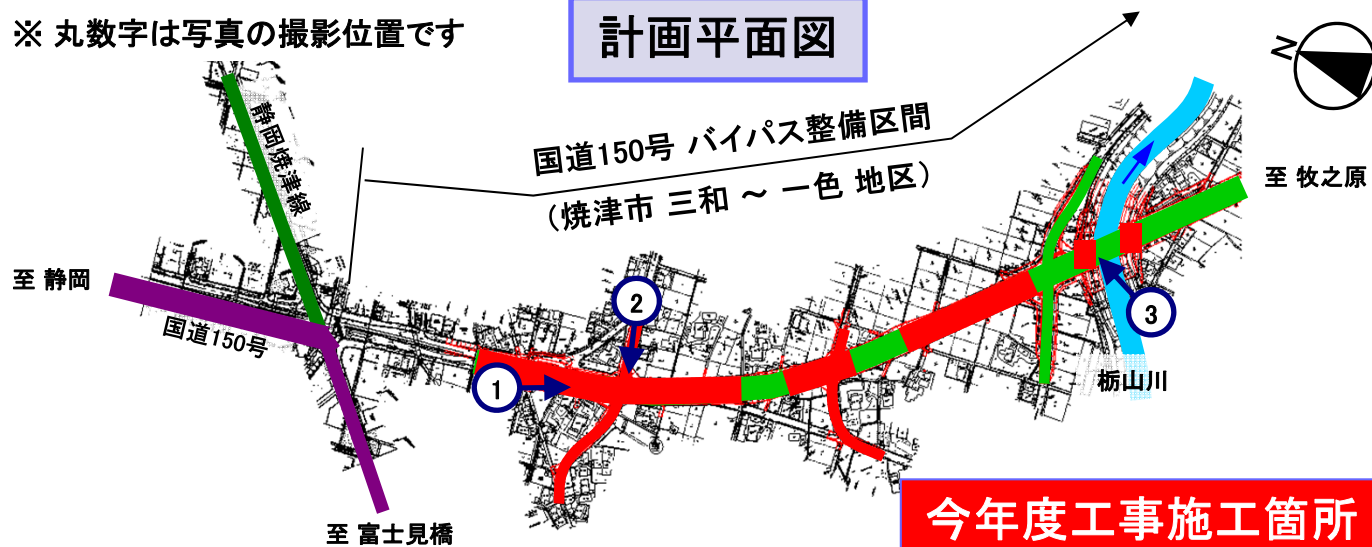 ※ 丸数字は写真の撮影位置です
計画平面図
N
静岡焼津線
国道150号 バイパス整備区間
(焼津市 三和 ~ 一色 地区)
至 牧之原
至 静岡
国道150号
②
①
③
栃山川
至 富士見橋
今年度工事施工箇所